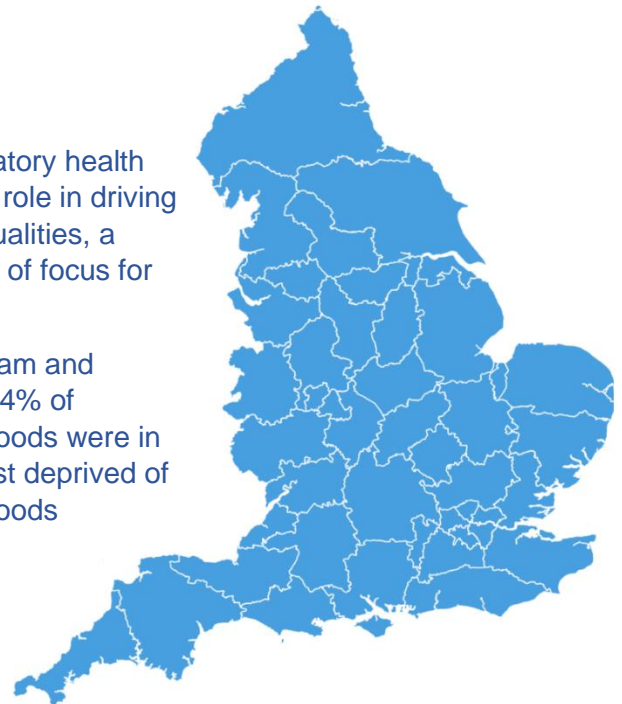 atory health
role in driving
ualities, a
of focus for
am and
4% of
oods were in
st deprived of
oods